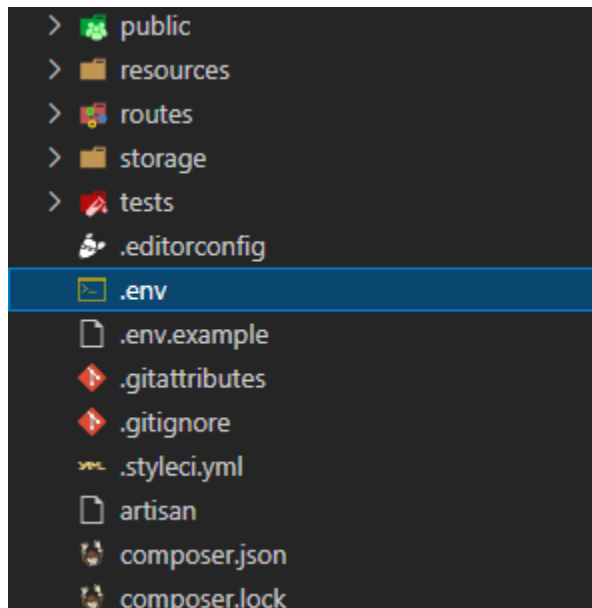 public
resources
routes
storage
tests
.editorconfig
.env
.env.example
.gitattributes
.gitignore
.styleci.yml
artisan
composer.json
composer.lock